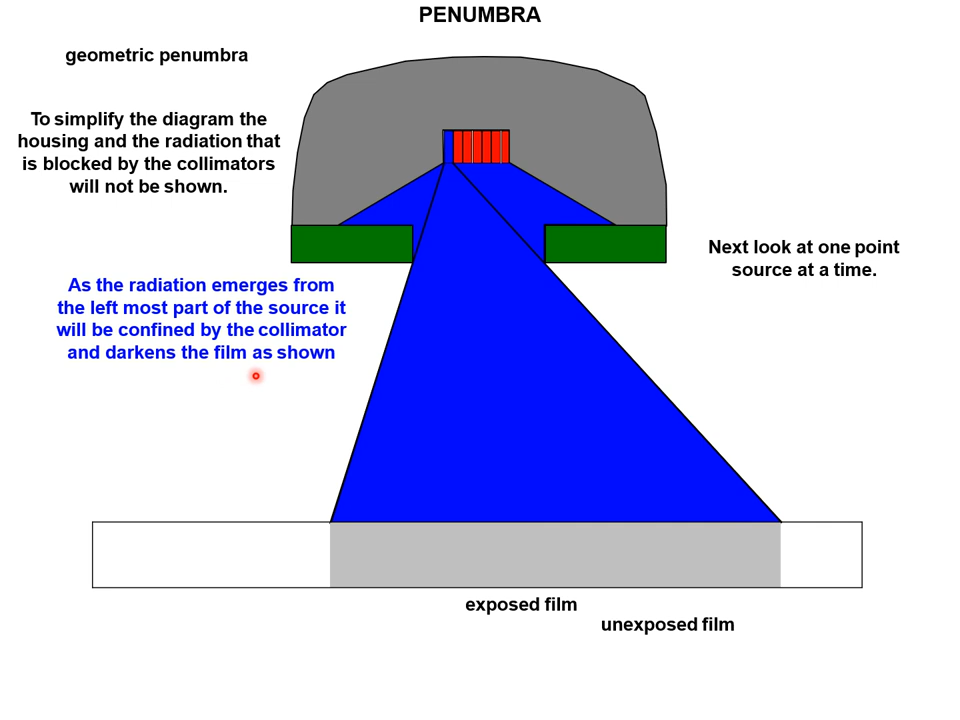 PENUMBRA
geometric penumbra
To simplify the diagram the
housing and the radiation that
is blocked by the collimators
will not be shown.
Next look at one point
source at a time.
As the radiation emerges from
the left most part of the source it
will be confined by the collimator
and darkens the film as shown
exposed film
unexposed film